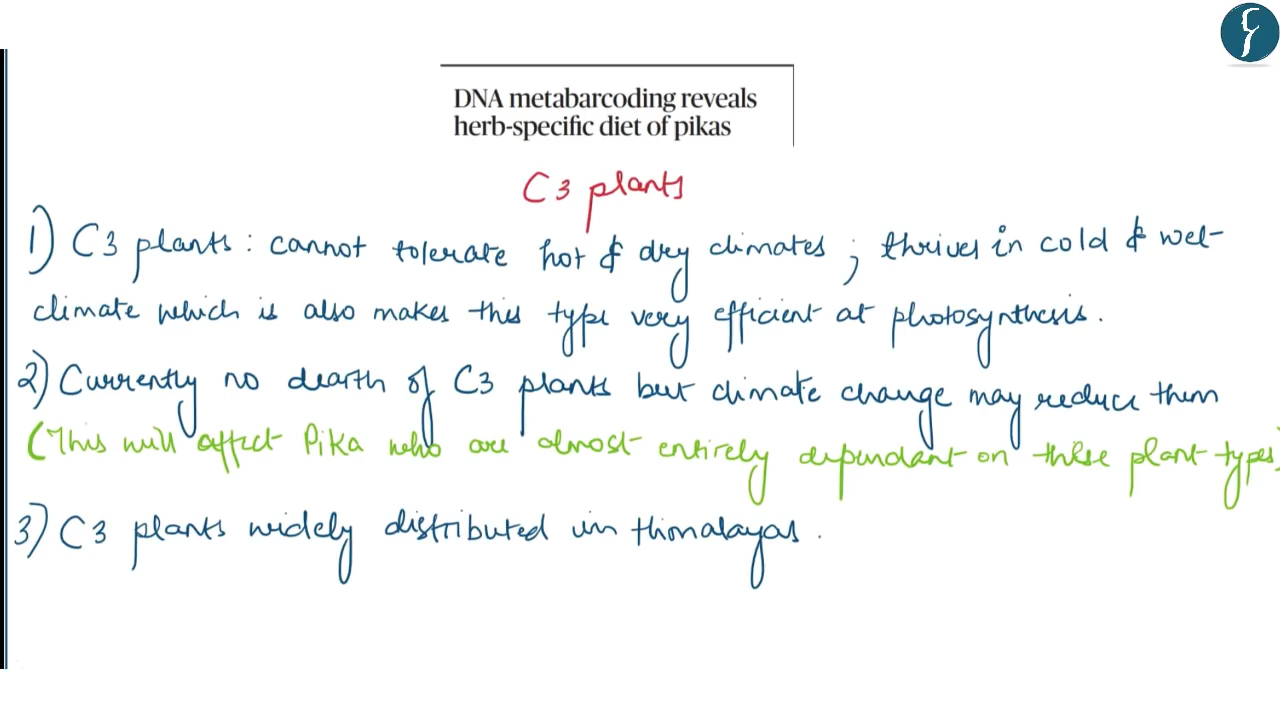 DNA metabarcoding reveals
herb-specific diet of pikas
C3 plants
1) C3 plants : cannot tolerate hot & dry climates ; thrives in cold & wet
climate which is also makes this type very efficient at photosynthesis.
2) Currently no dearth of C3 plants but climate change may reduce them
(This will affect Pika who are almost entirely dependant on these plant types)
3) C3 plants widely distributed in Himalayas.